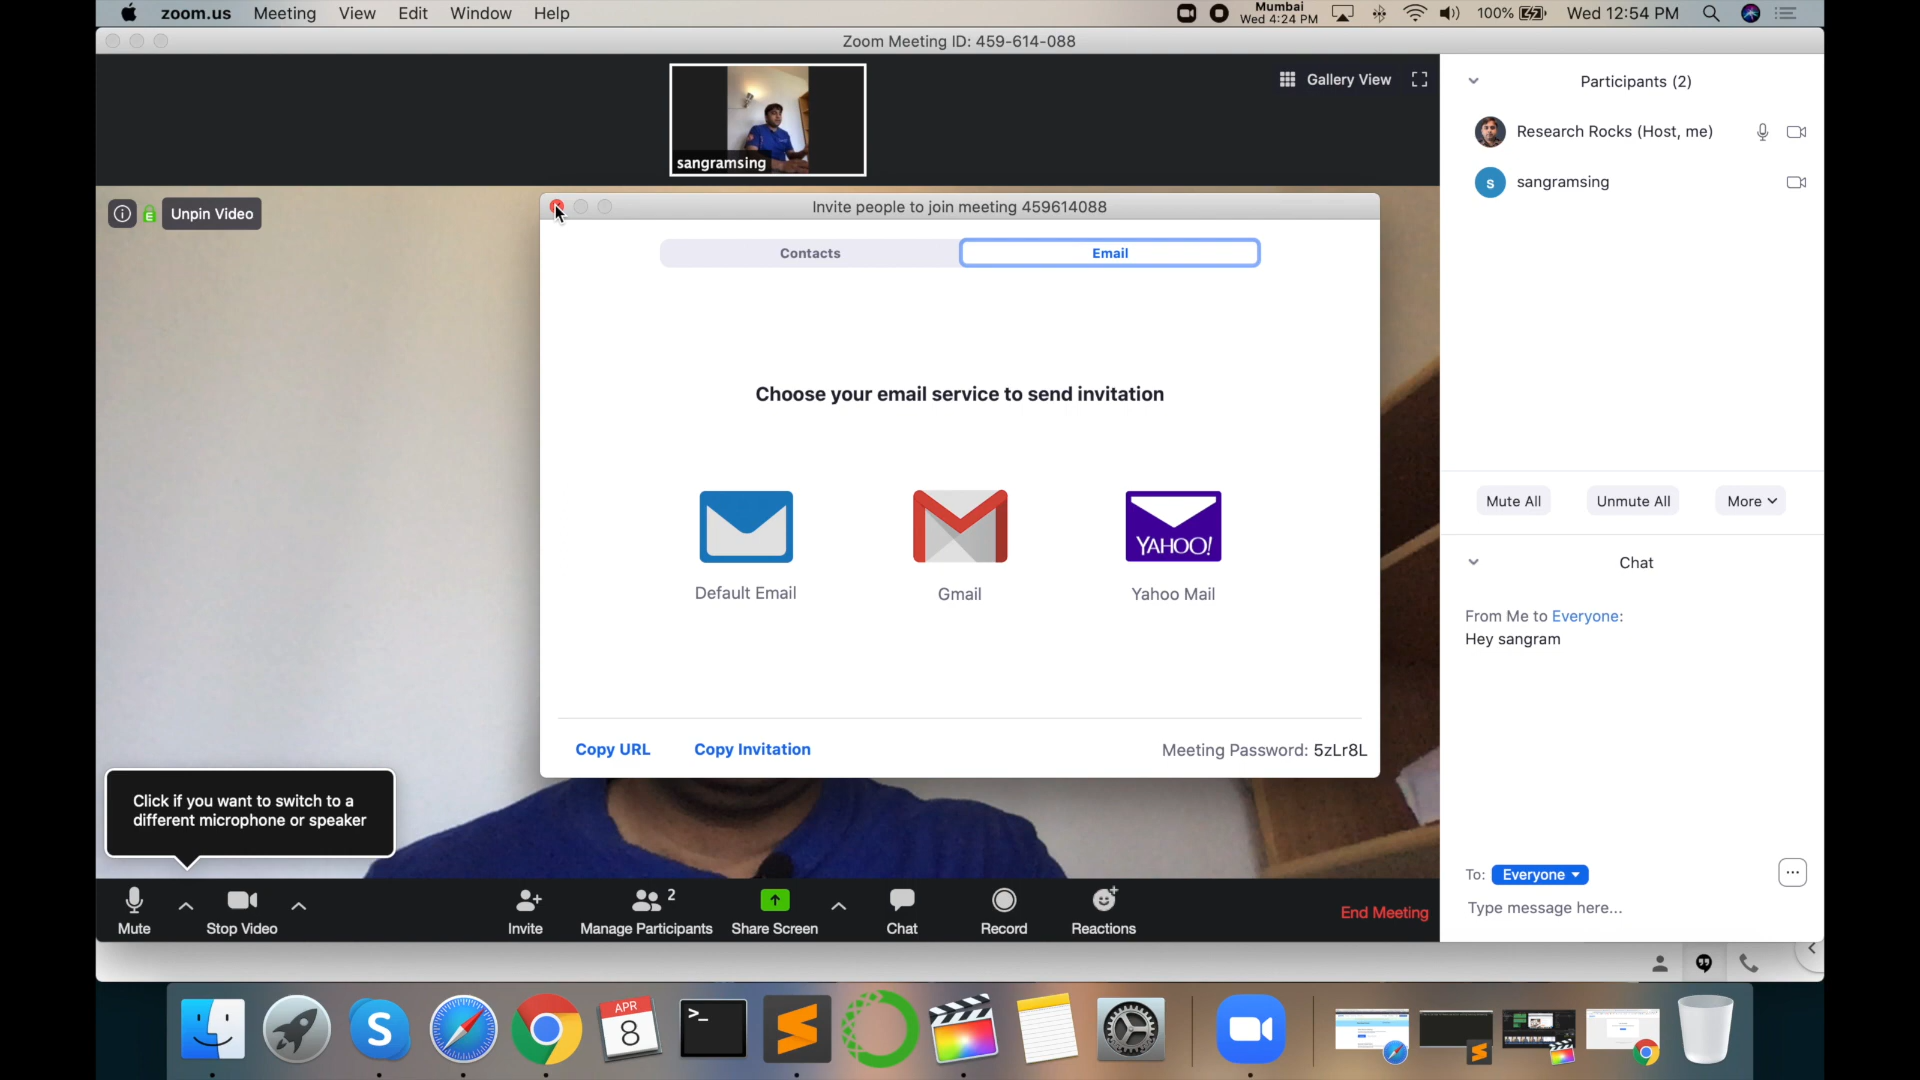 zoom.us Meeting View Edit Window Help
Mumbai
Wed 4:24 PM
100%
Wed 12:54 PM
Zoom Meeting ID: 459-614-088
sangramsing
Gallery View
Unpin Video
Invite people to join meeting 459614088
Contacts
Email
Choose your email service to send invitation
YAHOO!
Default Email
Gmail
Yahoo Mail
Copy URL
Copy Invitation
Meeting Password: 5zLr8L
Click if you want to switch to a
different microphone or speaker
Mute
Stop Video
Invite
2
Manage Participants
Share Screen
Chat
Record
Reactions
End Meeting
Participants (2)
Research Rocks (Host, me)
s
sangramsing
Mute All
Unmute All
More
Chat
From Me to Everyone:
Hey sangram
To: Everyone
Type message here...
S
APR
8
>_